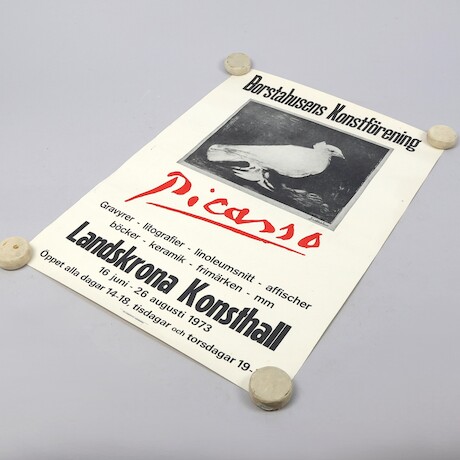 Borstahusens Konstförening
Picasso
Gravyrer - litografier - linoleumsnitt - affischer
böcker - keramik - frimärken - mm
Landskrona Konsthall
16 juni - 26 augusti 1973
Öppet alla dagar 14-18, tisdagar och torsdagar 19-